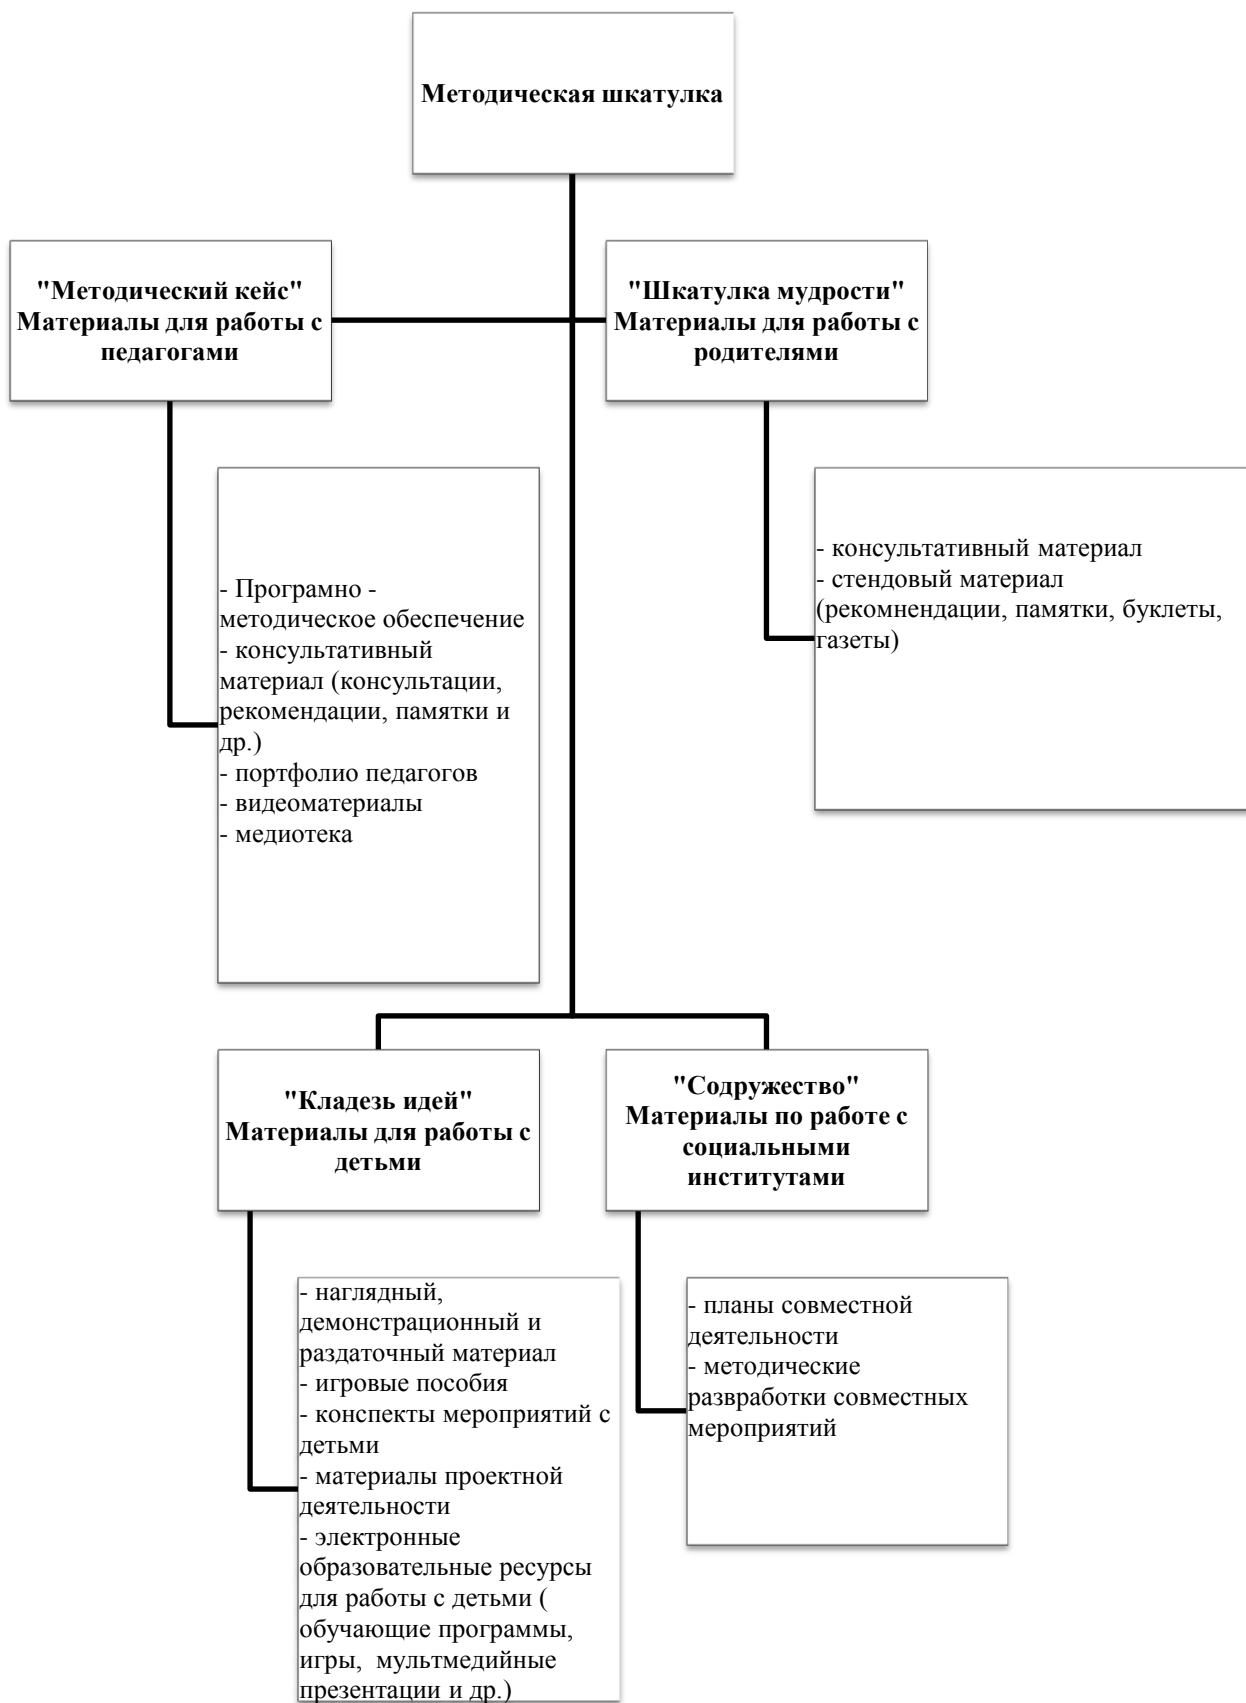 Методическая шкатулка
"Методический кейс"
Материалы для работы с
педагогами
"Шкатулка мудрости"
Материалы для работы с
родителями
- Програмно -
методическое обеспечение
- консультативный
материал (консультации,
рекомендации, памятки и
др.)
- портфолио педагогов
- видеоматериалы
- медиотека
- консультативный материал
- стендовый материал
(рекомнендации, памятки, буклеты,
газеты)
"Кладезь идей"
Материалы для работы с
детьми
"Содружество"
Материалы по работе с
социальными
институтами
- наглядный,
демонстрационный и
раздаточный материал
- игровые пособия
- конспекты мероприятий с
детьми
- материалы проектной
деятельности
- электронные
образовательные ресурсы
для работы с детьми (
обучающие программы,
игры,  мультмедийные
презентации и др.)
- планы совместной
деятельности
- методические
развработки совместных
мероприятий